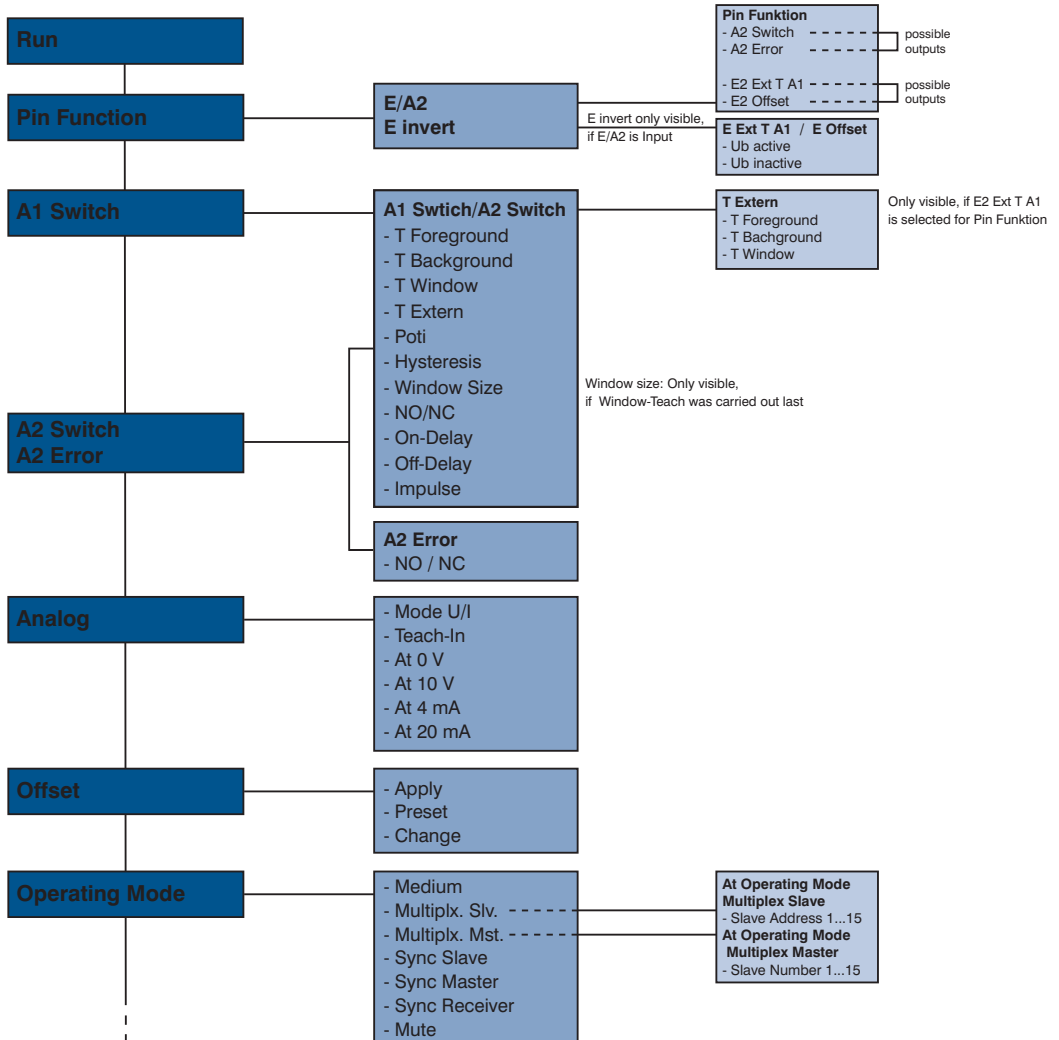 Run
Pin Function
E/A2
E invert
E invert only visible,
if E/A2 is Input
Pin Funktion
- A2 Switch
- A2 Error
possible
outputs
- E2 Ext T A1
- E2 Offset
possible
outputs
E Ext T A1 / E Offset
- Ub active
- Ub inactive
A1 Switch
A1 Swtich/A2 Switch
- T Foreground
- T Background
- T Window
- T Extern
- Poti
- Hysteresis
- Window Size
- NO/NC
- On-Delay
- Off-Delay
- Impulse
T Extern
- T Foreground
- T Bachground
- T Window
Only visible, if E2 Ext T A1
is selected for Pin Funktion
Window size: Only visible,
if Window-Teach was carried out last
A2 Switch
A2 Error
A2 Error
- NO / NC
Analog
- Mode U/I
- Teach-In
- At 0 V
- At 10 V
- At 4 mA
- At 20 mA
Offset
- Apply
- Preset
- Change
Operating Mode
- Medium
- Multiplx. Slv.
- Multiplx. Mst.
- Sync Slave
- Sync Master
- Sync Receiver
- Mute
At Operating Mode
Multiplex Slave
- Slave Address 1...15
At Operating Mode
Multiplex Master
- Slave Number 1...15